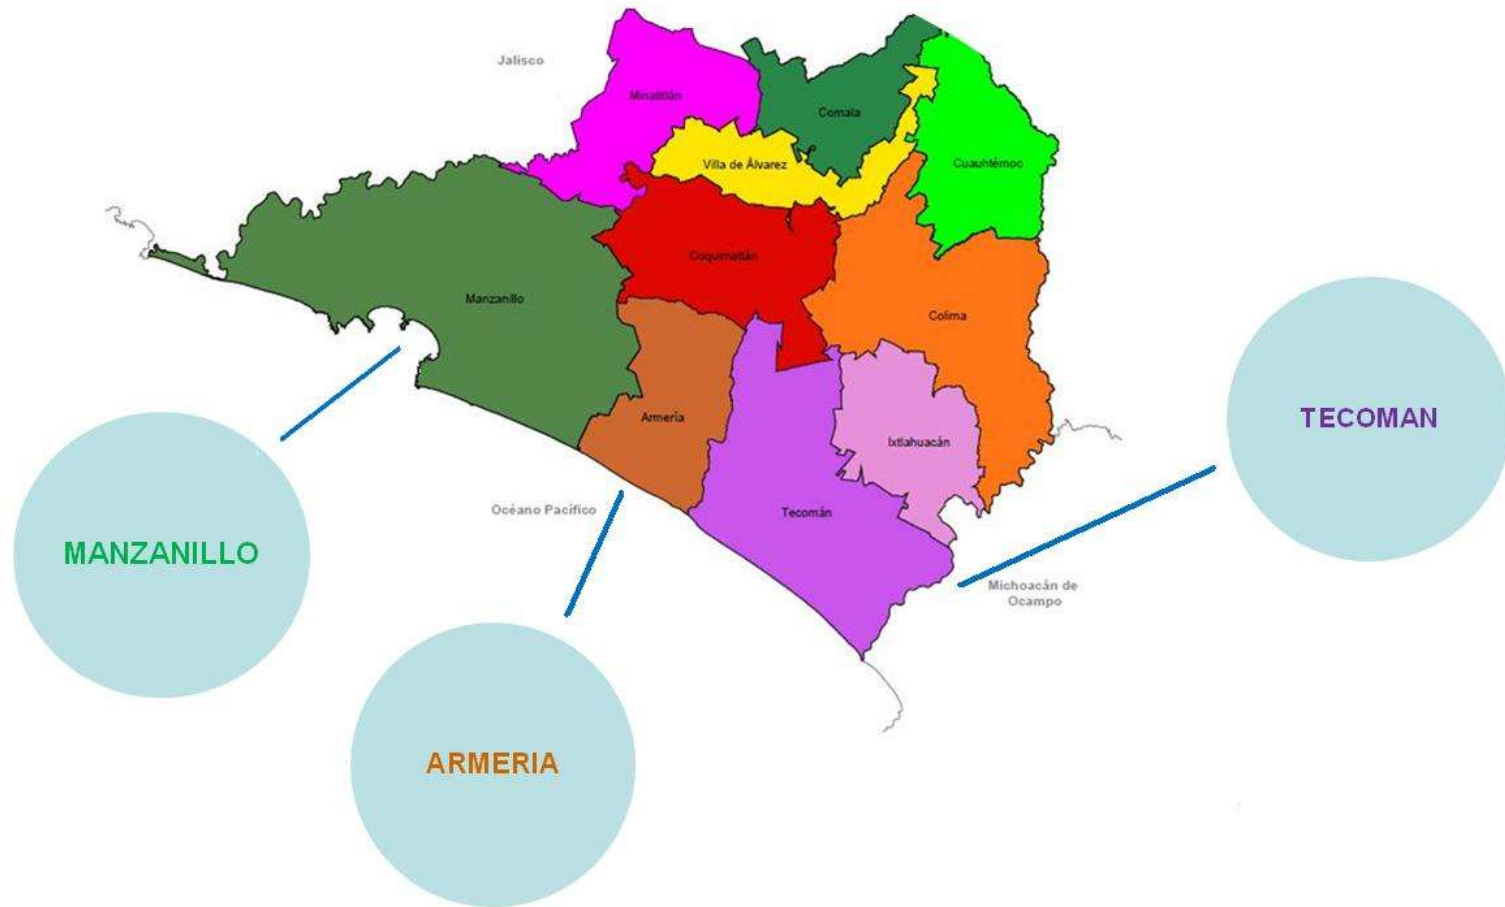 Jalisco
Minatitlán
Comala
Villa de Álvarez
Cuauhtémoc
Coquimatlán
Manzanillo
Colima
Armería
Ixtlahuacán
TECOMAN
Océano Pacífico
Tecomán
MANZANILLO
Michoacán de
Ocampo
ARMERIA